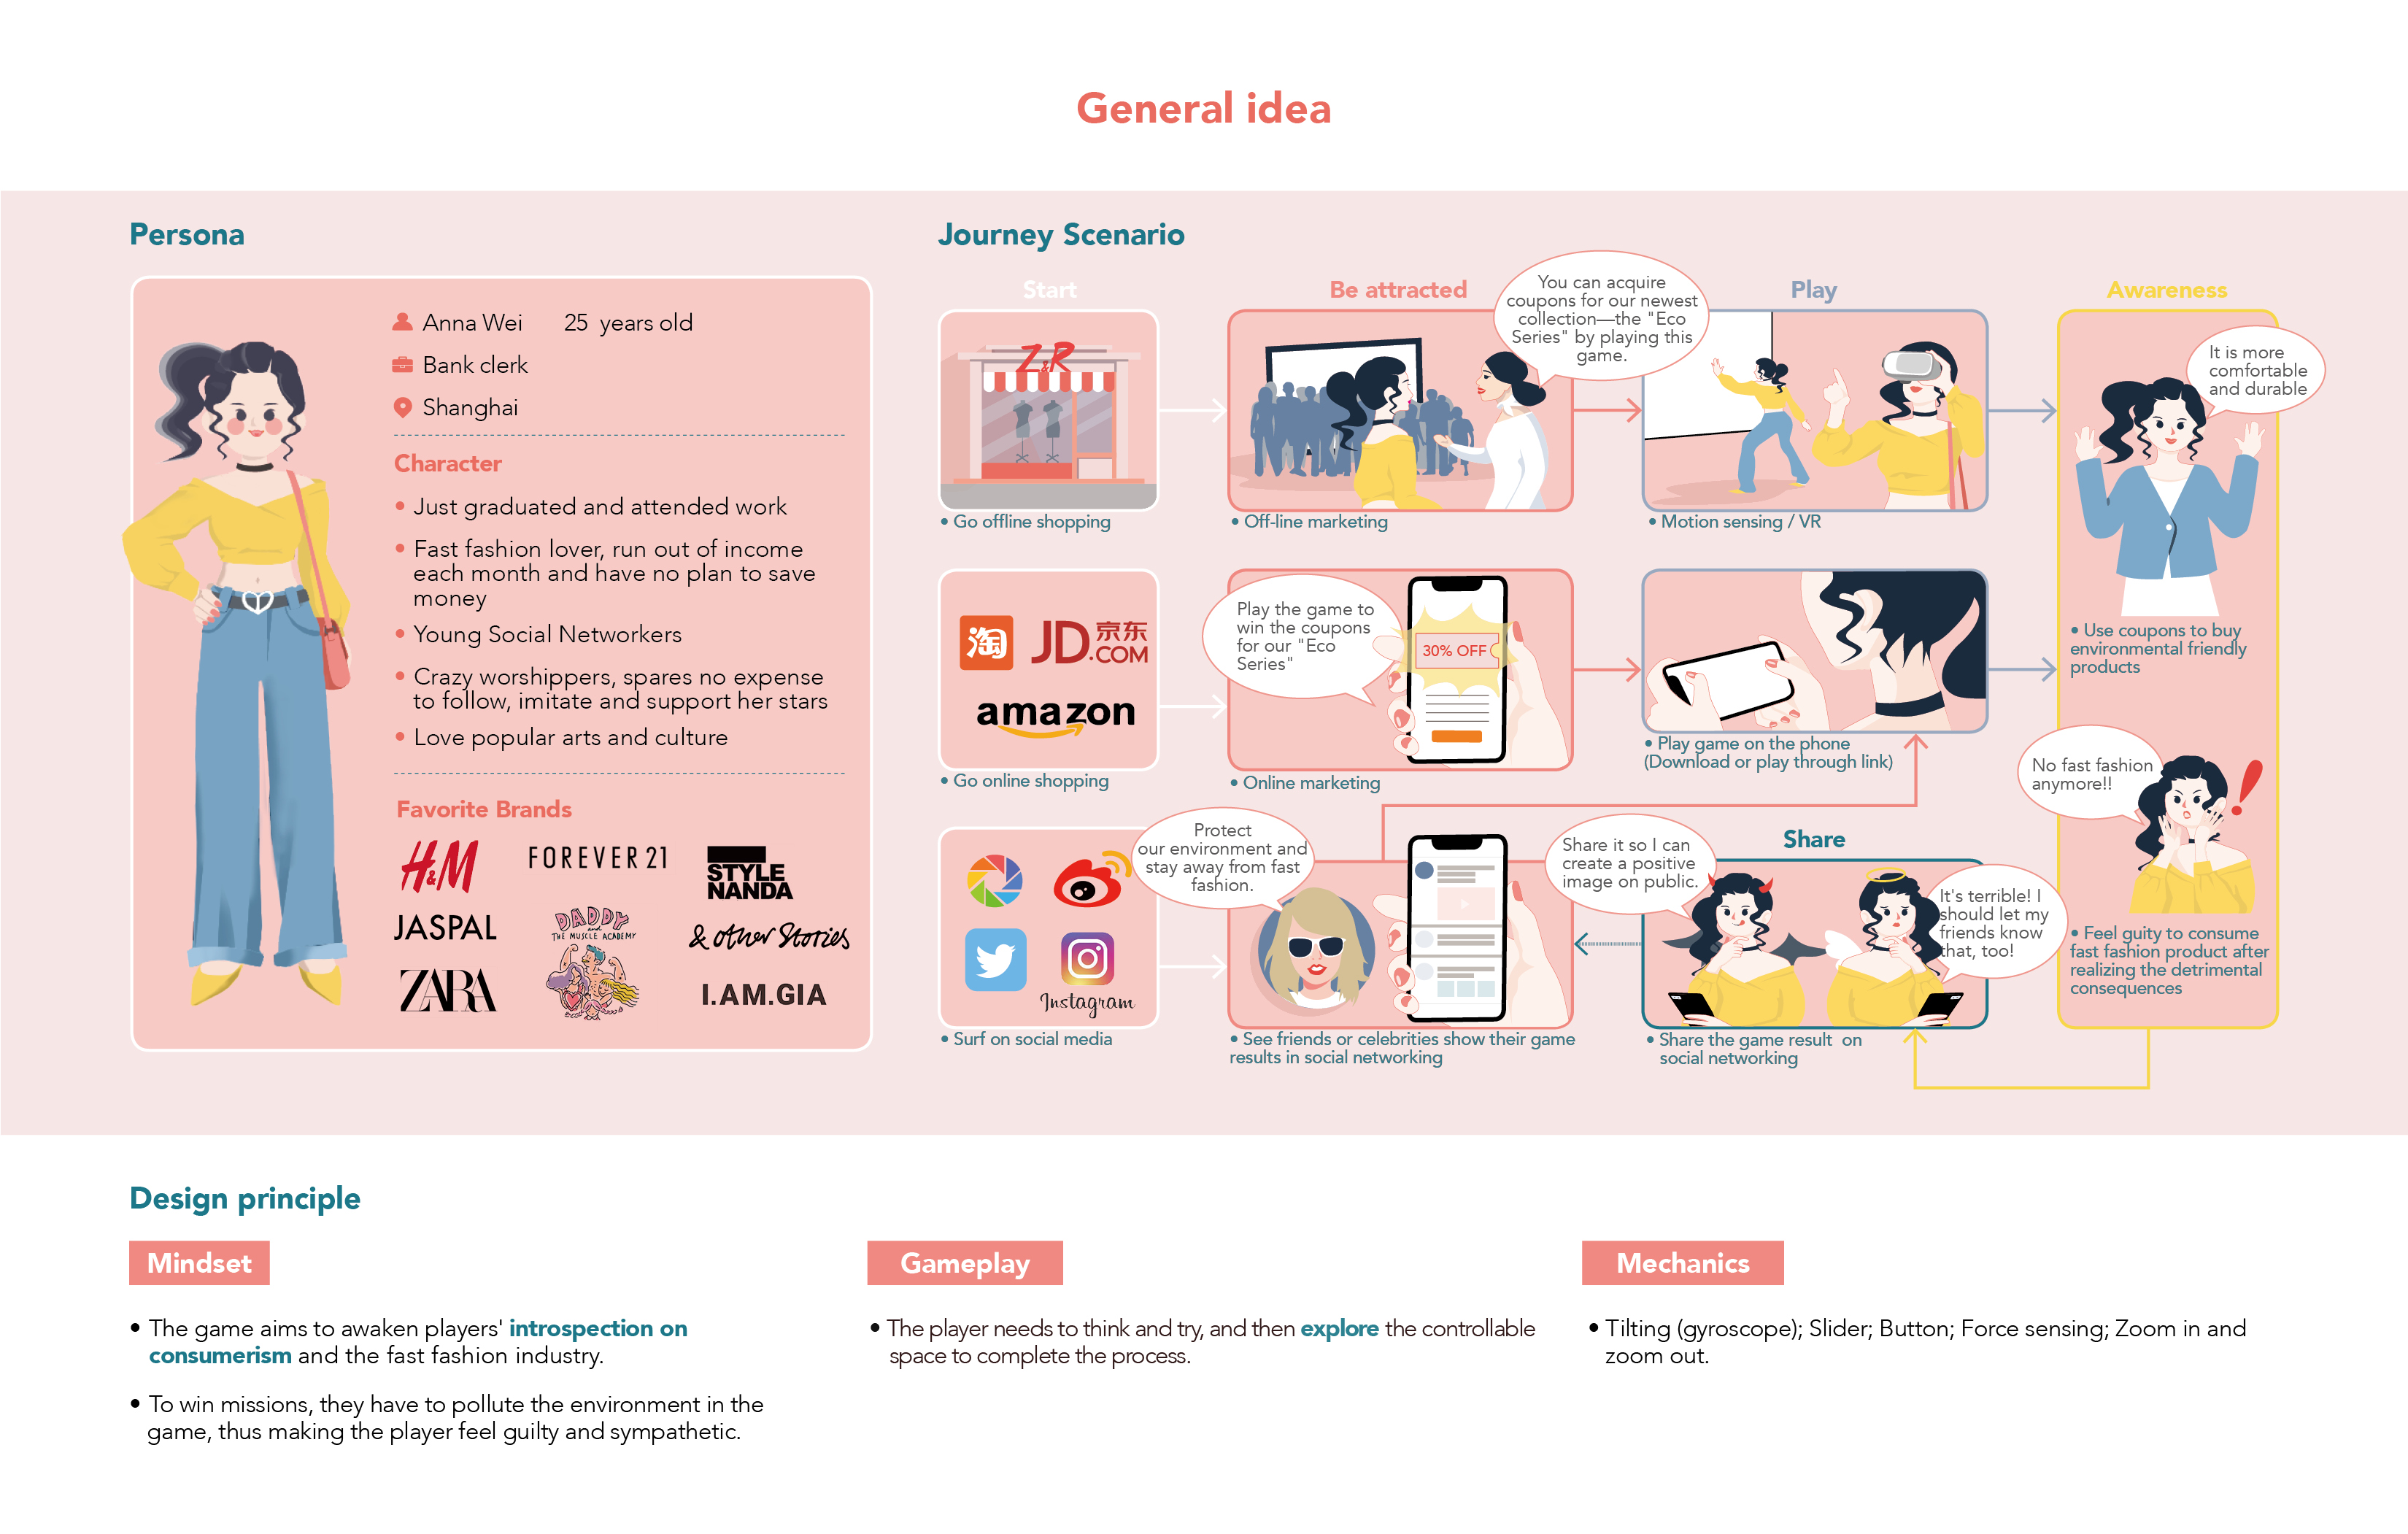 General idea
Persona
Anna Wei 25 years old
Bank clerk
Shanghai
Character
• Just graduated and attended work
• Fast fashion lover, run out of income
each month and have no plan to save
money
• Young Social Networkers
• Crazy worshippers, spares no expense
to follow, imitate and support her stars
• Love popular arts and culture
Favorite Brands
H&M
FOREVER 21
STYLE
NANDA
JASPAL
DADDY
and
THE MUSCLE ACADEMY
& other Stories
ZARA
I.AM.GIA
Journey Scenario
Start
Z&R
• Go offline shopping
淘
JD京东
.COM
amazon
• Go online shopping
Instagram
• Surf on social media
Be attracted
You can acquire
coupons for our newest
collection—the "Eco
Series" by playing this
game.
• Off-line marketing
Play the game to
win the coupons
for our "Eco
Series"
30% OFF
• Online marketing
Protect
our environment and
stay away from fast
fashion.
• See friends or celebrities show their game
results in social networking
Play
• Motion sensing / VR
• Play game on the phone
(Download or play through link)
Share
Share it so I can
create a positive
image on public.
It's terrible! I
should let my
friends know
that, too!
• Share the game result on
social networking
Awareness
It is more
comfortable
and durable
• Use coupons to buy
environmental friendly
products
No fast fashion
anymore!!
• Feel guity to consume
fast fashion product after
realizing the detrimental
consequences
Design principle
Mindset
• The game aims to awaken players' introspection on
consumerism and the fast fashion industry.
• To win missions, they have to pollute the environment in the
game, thus making the player feel guilty and sympathetic.
Gameplay
• The player needs to think and try, and then explore the controllable
space to complete the process.
Mechanics
• Tilting (gyroscope); Slider; Button; Force sensing; Zoom in and
zoom out.